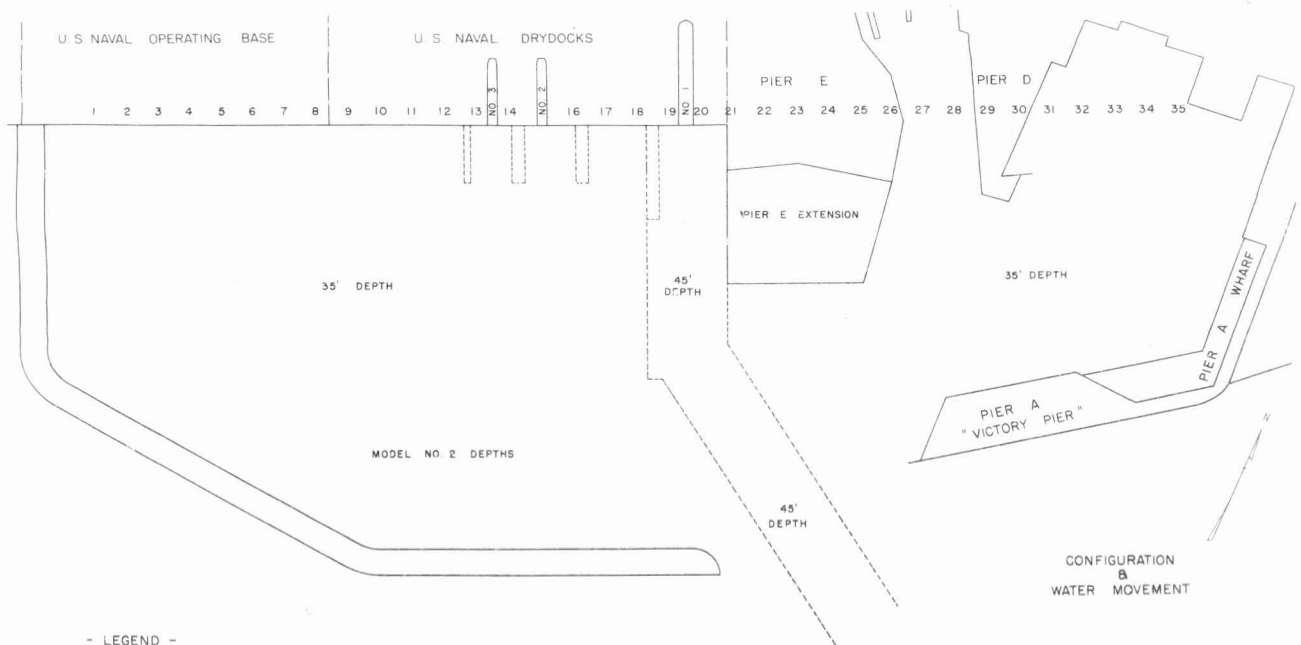 U. S. NAVAL OPERATING BASE
U. S. NAVAL DRYDOCKS
PIER E
PIER D
NO. 3
NO. 2
NO. 1
1 2 3 4 5 6 7 8 9 10 11 12 13 14 16 17 18 19 20 21 22 23 24 25 26 27 28 29 30 31 32 33 34 35
PIER E EXTENSION
35' DEPTH
45'
DEPTH
35' DEPTH
PIER A WHARF
PIER A
"VICTORY PIER"
MODEL NO. 2 DEPTHS
45'
DEPTH
N
CONFIGURATION
&
WATER MOVEMENT
- LEGEND -